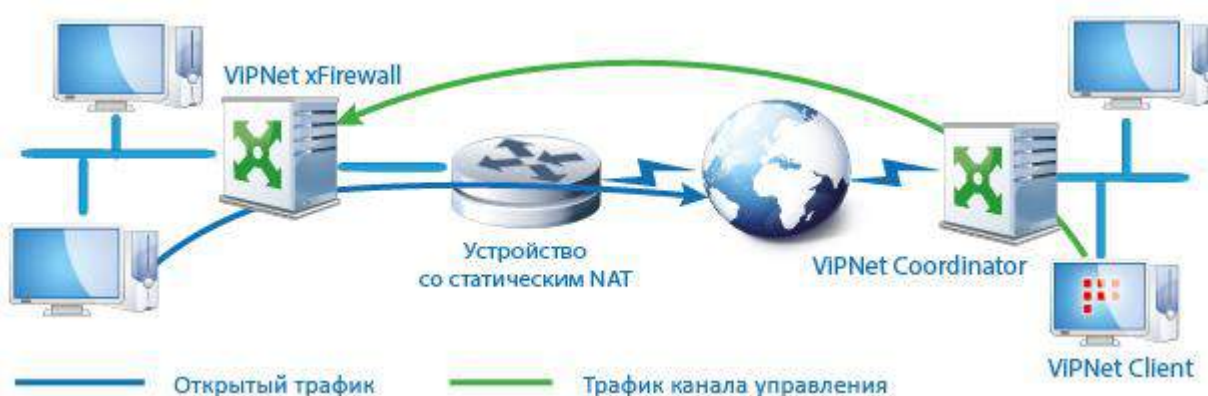 ViPNet xFirewall
Устройство
со статическим NAT
ViPNet Coordinator
ViPNet Client
Открытый трафик
Трафик канала управления